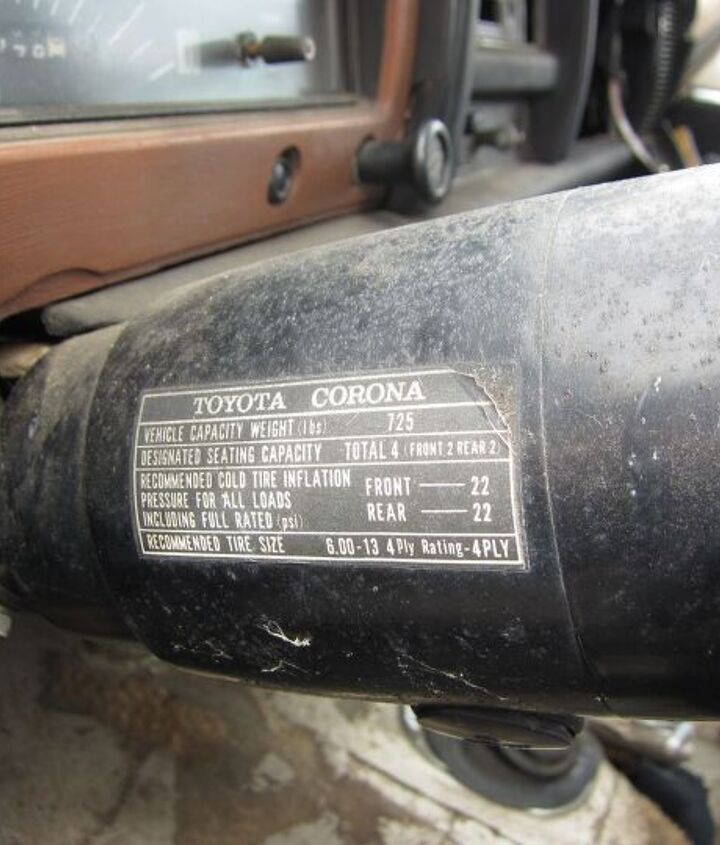 TOYOTA CORONA
VEHICLE CAPACITY WEIGHT (lbs) 725
DESIGNATED SEATING CAPACITY TOTAL 4 (FRONT 2 REAR 2)
RECOMMENDED COLD TIRE INFLATION
PRESSURE FOR ALL LOADS
INCLUDING FULL RATED (psi)
FRONT — 22
REAR — 22
RECOMMENDED TIRE SIZE 6.00-13 4 Ply Rating-4PLY